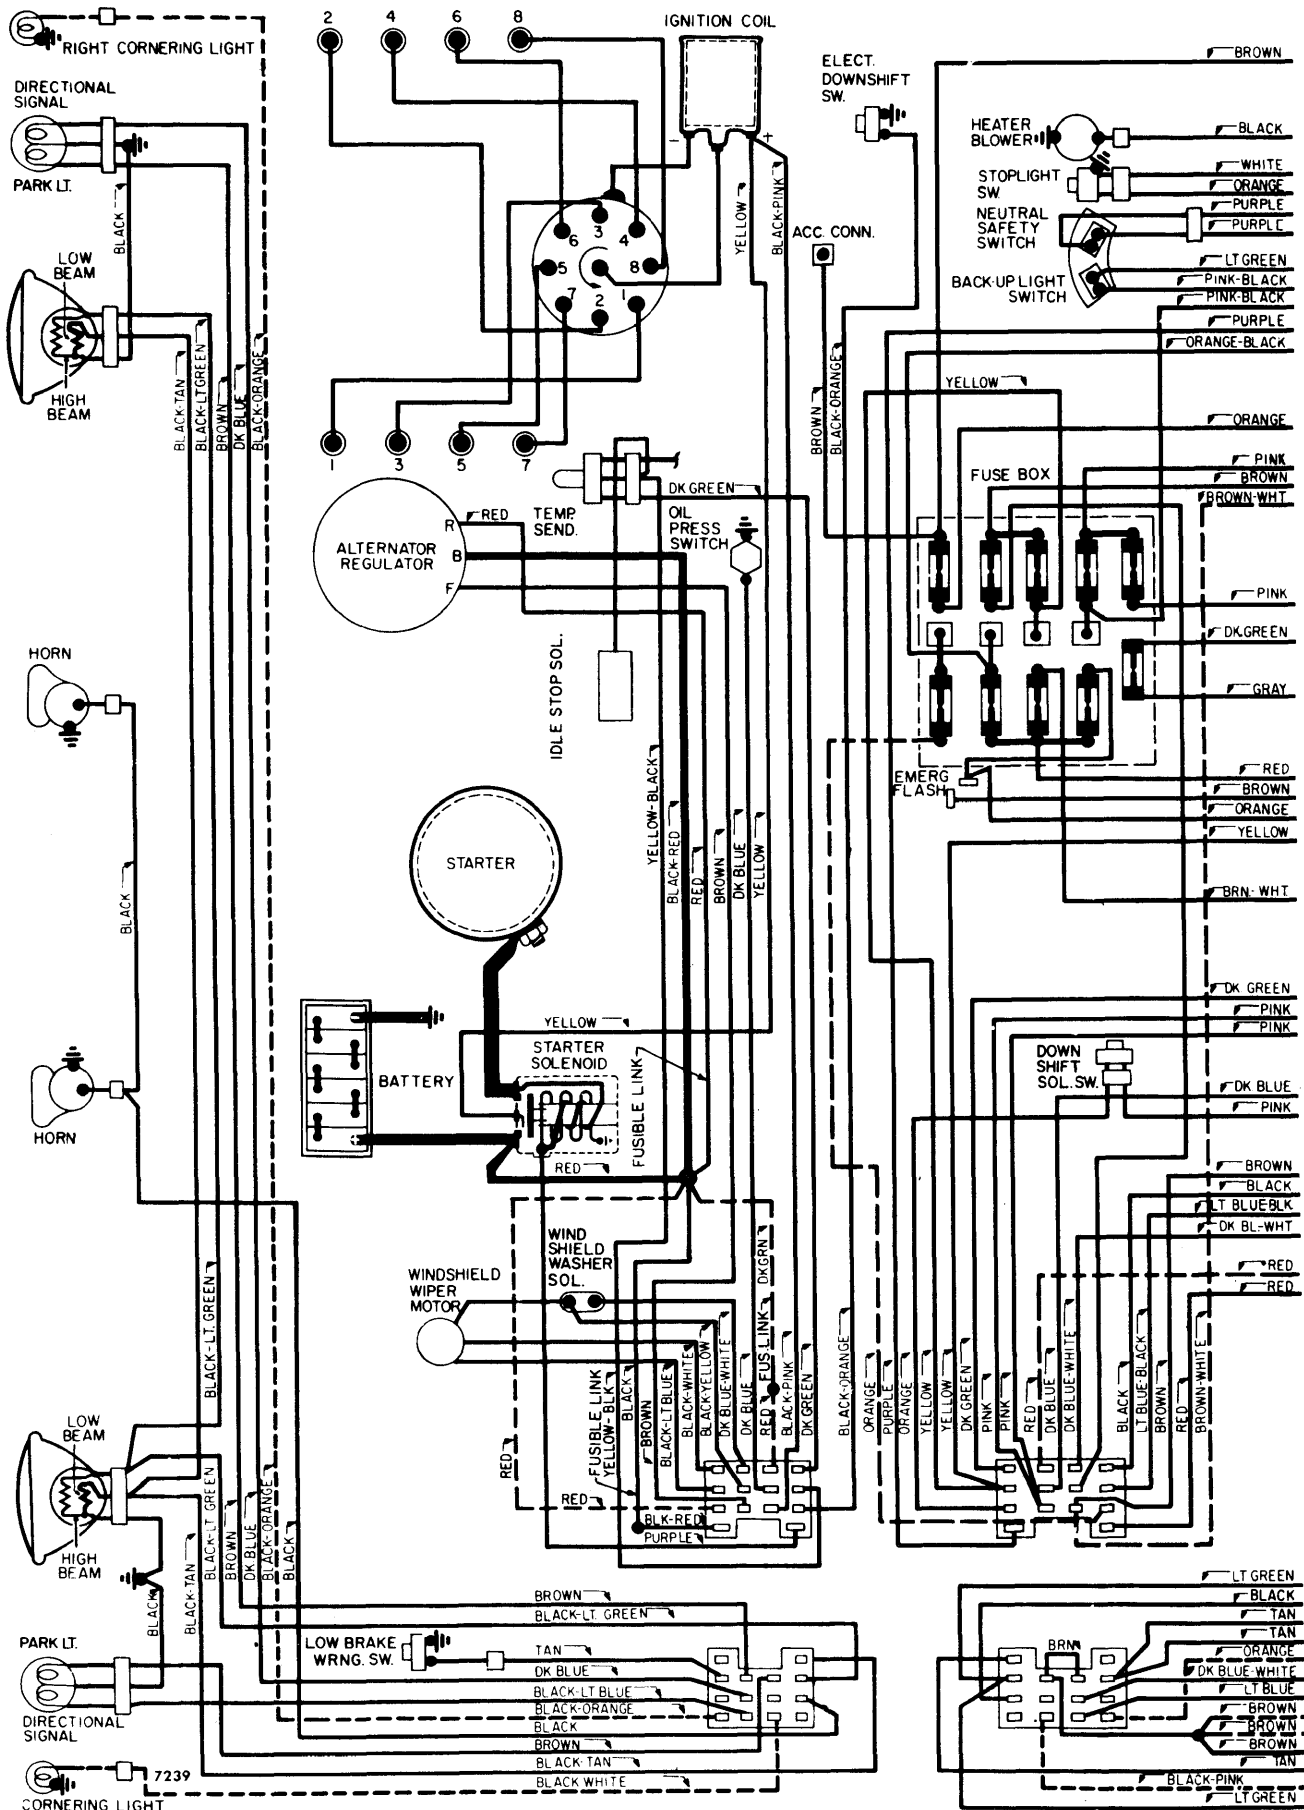 2
4
6
8
IGNITION COIL
RIGHT CORNERING LIGHT
DIRECTIONAL
SIGNAL
PARK LT.
BLACK
LOW
BEAM
HIGH
BEAM
BLACK-TAN
BLACK-LTGREEN
BROWN
DK BLUE
BLACK-ORANGE
-
+
3
6
4
5
8
7
2
1
YELLOW
BLACK-PINK
1
3
5
7
ELECT.
DOWNSHIFT
SW.
ACC. CONN.
BROWN
BLACK-ORANGE
HEATER
BLOWER
STOPLIGHT
SW.
NEUTRAL
SAFETY
SWITCH
BACK-UP LIGHT
SWITCH
BROWN
BLACK
WHITE
ORANGE
PURPLE
PURPLE
LT GREEN
PINK-BLACK
PINK-BLACK
PURPLE
ORANGE-BLACK
YELLOW
ORANGE
FUSE BOX
PINK
BROWN
BROWN-WHT
PINK
DK.GREEN
GRAY
EMERG
FLASH
RED
BROWN
ORANGE
YELLOW
BRN-WHT
ALTERNATOR
REGULATOR
R
B
F
RED
TEMP.
SEND.
DK GREEN
OIL
PRESS
SWITCH
IDLE STOP SOL.
HORN
BLACK
HORN
STARTER
YELLOW-BLACK
BLACK-RED
RED
BROWN
DK BLUE
YELLOW
BATTERY
YELLOW
STARTER
SOLENOID
FUSIBLE LINK
RED
DK GREEN
PINK
PINK
DOWN
SHIFT
SOL. SW.
DK BLUE
PINK
BROWN
BLACK
LT BLUE-BLK
DK BL-WHT
RED
RED
WINDSHIELD
WIPER
MOTOR
WIND
SHIELD
WASHER
SOL.
RED
RED
FUSIBLE LINK
YELLOW-BLK
BLACK
BROWN
BLACK-LTBLUE
BLACK-WHITE
BLACK-YELLOW
DK BLUE-WHITE
DK BLUE
RED
FUS.LINK
DKGRN
BLACK-PINK
DK GREEN
BLACK-ORANGE
BLK-RED
PURPLE
ORANGE
PURPLE
ORANGE
YELLOW
YELLOW
DK GREEN
PINK
PINK
RED
DK BLUE
DK BLUE-WHITE
BLACK
LT BLUE-BLACK
BROWN
RED
BROWN-WHITE
BLACK-LT. GREEN
LOW
BEAM
HIGH
BEAM
BLACK
BLACK-TAN
BLACK-LT GREEN
BROWN
DK BLUE
BLACK-ORANGE
BLACK
PARK LT.
DIRECTIONAL
SIGNAL
LOW BRAKE
WRNG. SW.
BROWN
BLACK-LT. GREEN
TAN
DK BLUE
BLACK-LT BLUE
BLACK-ORANGE
BLACK
BROWN
BLACK-TAN
BLACK WHITE
7239
CORNERING LIGHT
BRN
LT GREEN
BLACK
TAN
TAN
ORANGE
DK BLUE-WHITE
LT BLUE
BROWN
BROWN
BROWN
TAN
BLACK-PINK
LT GREEN